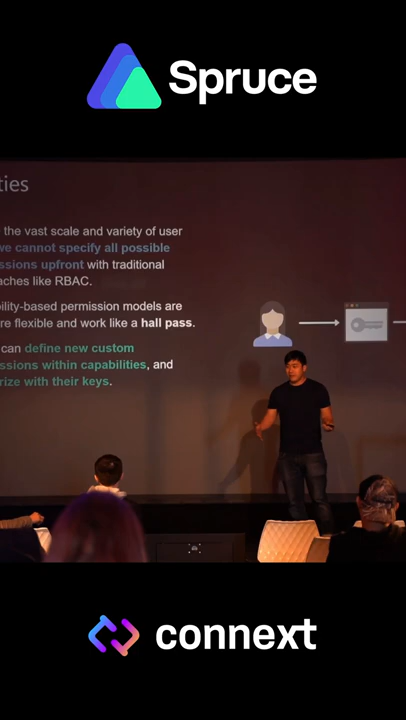 Spruce
ties
the vast scale and variety of user
we cannot specify all possible
ssions upfront with traditional
aches like RBAC.
bility-based permission models are
re flexible and work like a hall pass.
can define new custom
ssions within capabilities, and
rize with their keys.
connext